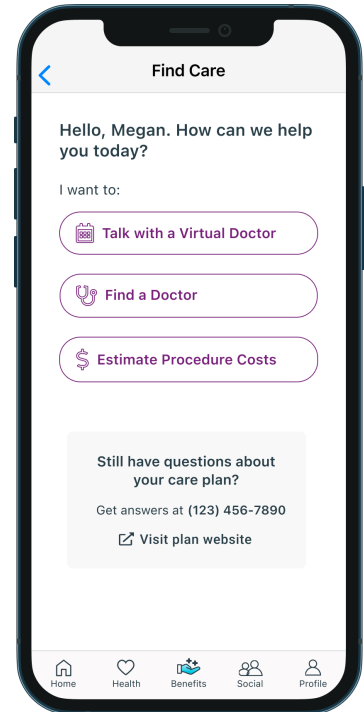 Find Care
Hello, Megan. How can we help
you today?
I want to:
Talk with a Virtual Doctor
Find a Doctor
Estimate Procedure Costs
Still have questions about
your care plan?
Get answers at (123) 456-7890
Visit plan website
Home Health Benefits Social Profile